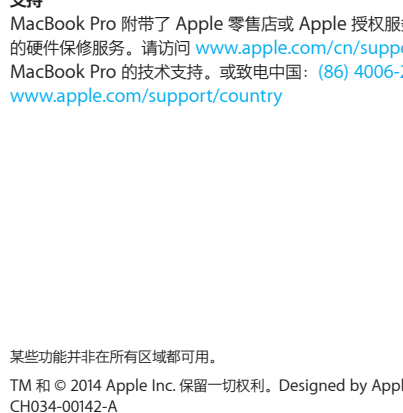 支持
MacBook Pro 附带了 Apple 零售店或 Apple 授权服
的硬件保修服务。请访问 www.apple.com/cn/supp
MacBook Pro 的技术支持。或致电中国：(86) 4006-
www.apple.com/support/country
某些功能并非在所有区域都可用。
TM 和 © 2014 Apple Inc. 保留一切权利。Designed by Appl
CH034-00142-A